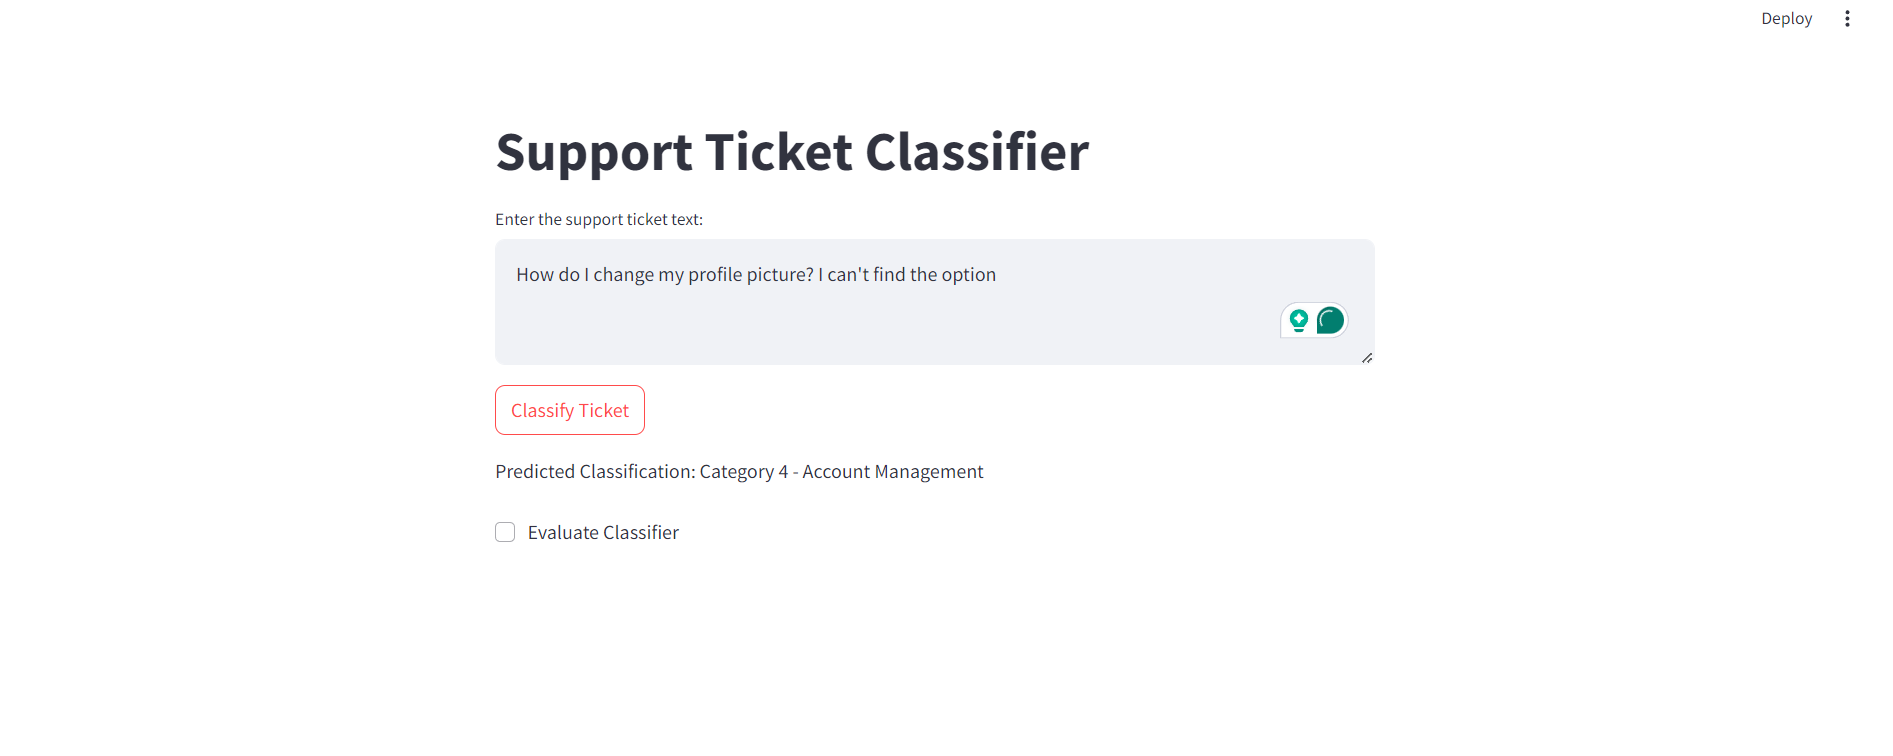 Deploy
Support Ticket Classifier
Enter the support ticket text:
How do I change my profile picture? I can't find the option
Classify Ticket
Predicted Classification: Category 4 - Account Management
Evaluate Classifier